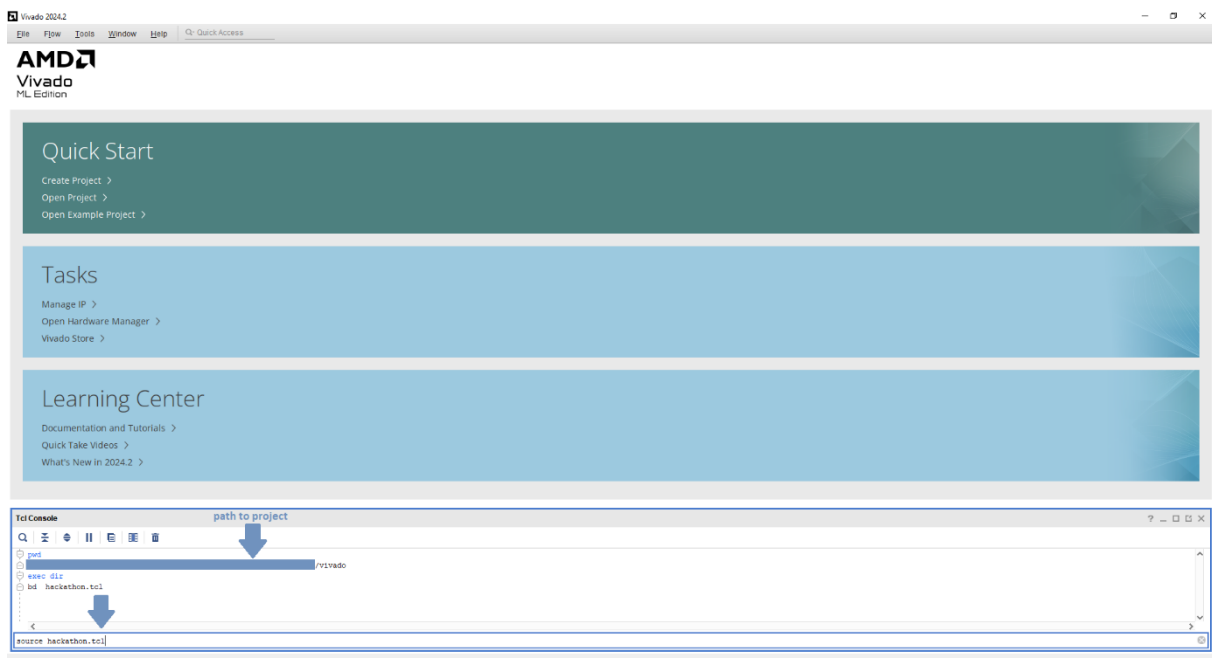 Vivado 2024.2
File Flow Tools Window Help Q- Quick Access
AMD
Vivado
ML Edition
Quick Start
Create Project >
Open Project >
Open Example Project >
Tasks
Manage IP >
Open Hardware Manager >
Vivado Store >
Learning Center
Documentation and Tutorials >
Quick Take Videos >
What's New in 2024.2 >
Tcl Console
path to project
pwd
/vivado
exec dir
bd hackathon.tcl
source hackathon.tcl